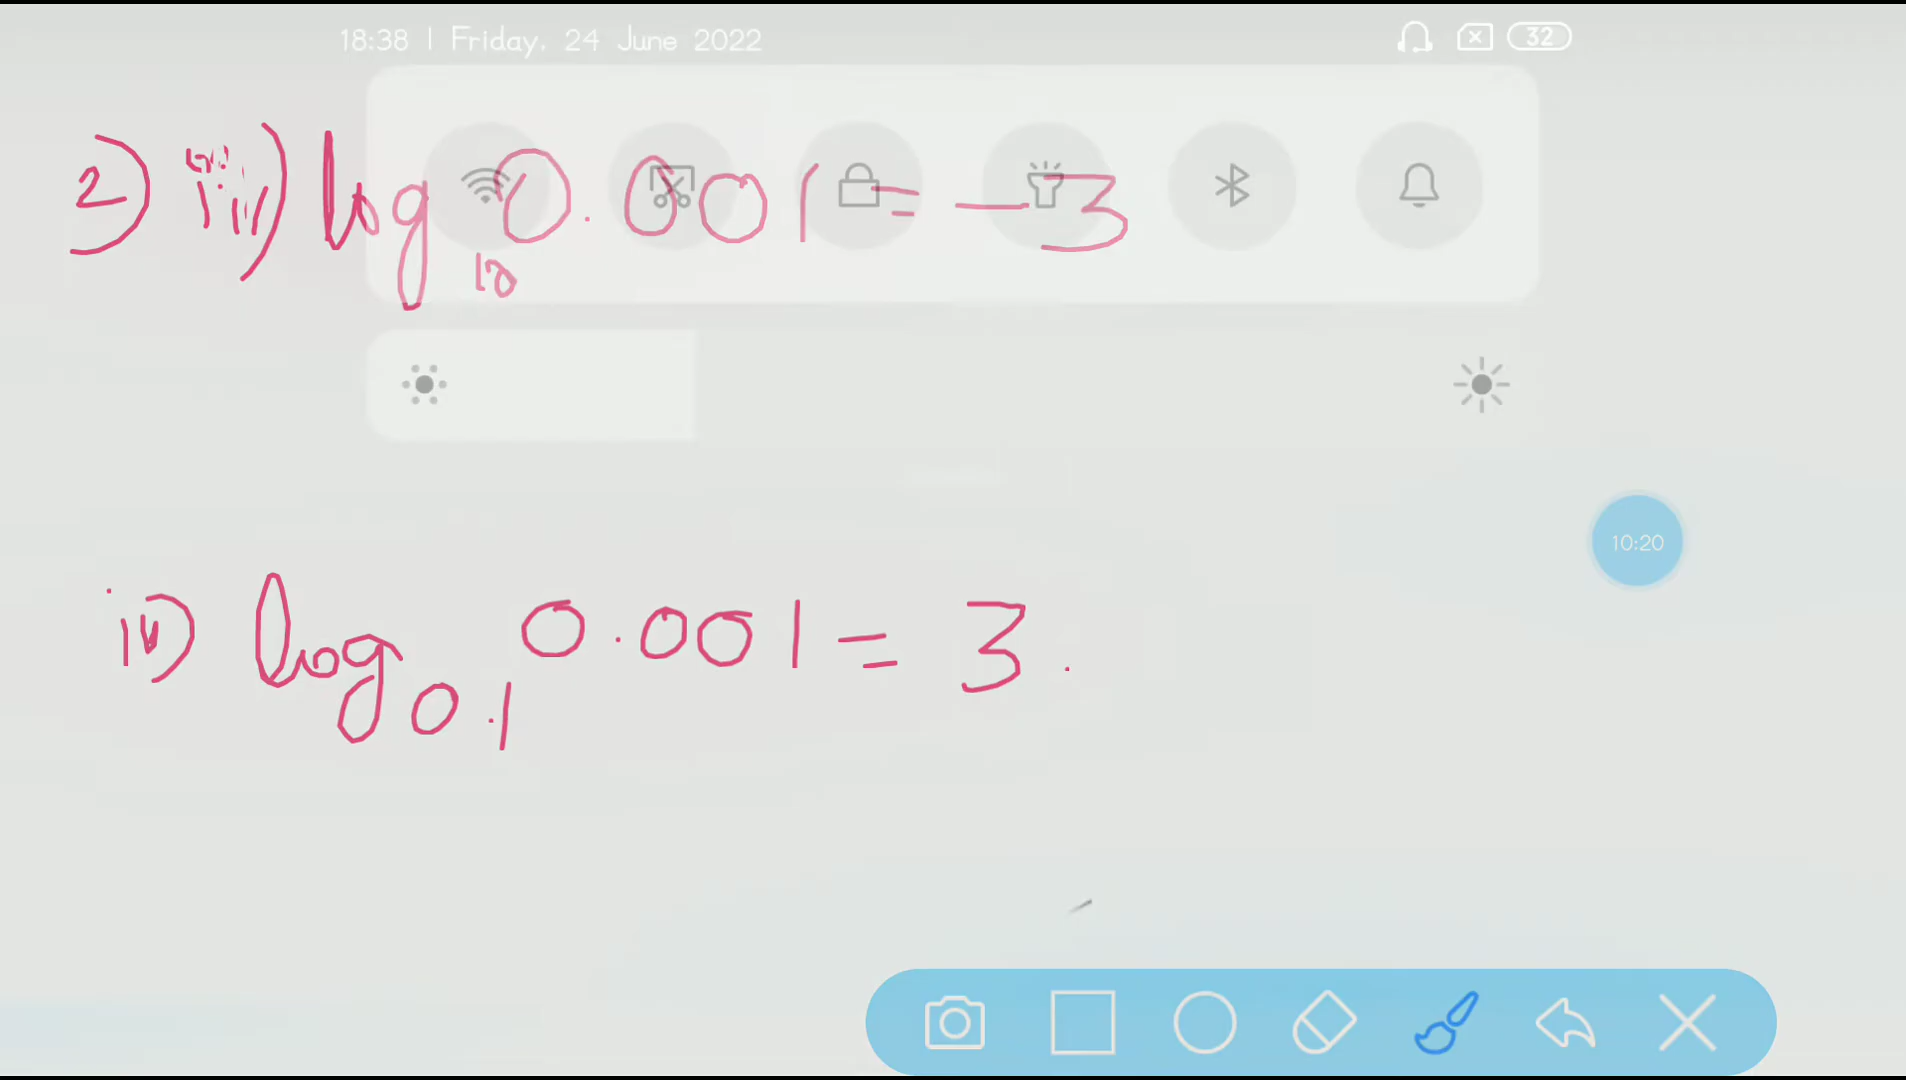 18:38 | Friday, 24 June 2022 32
2) iii) log₁₀ 0.001 = -3
10:20
iv) log₀.₁ 0.001 = 3.